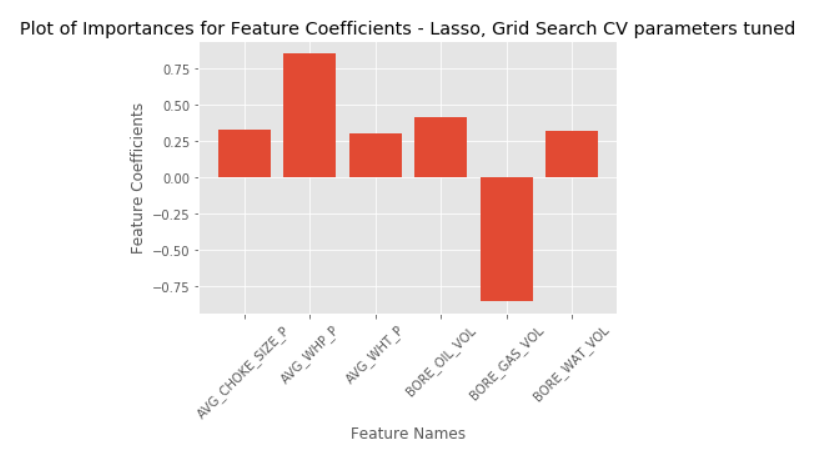 Plot of Importances for Feature Coefficients - Lasso, Grid Search CV parameters tuned
Feature Coefficients
0.75
0.50
0.25
0.00
−0.25
−0.50
−0.75
AVG_CHOKE_SIZE_P
AVG_WHP_P
AVG_WHT_P
BORE_OIL_VOL
BORE_GAS_VOL
BORE_WAT_VOL
Feature Names